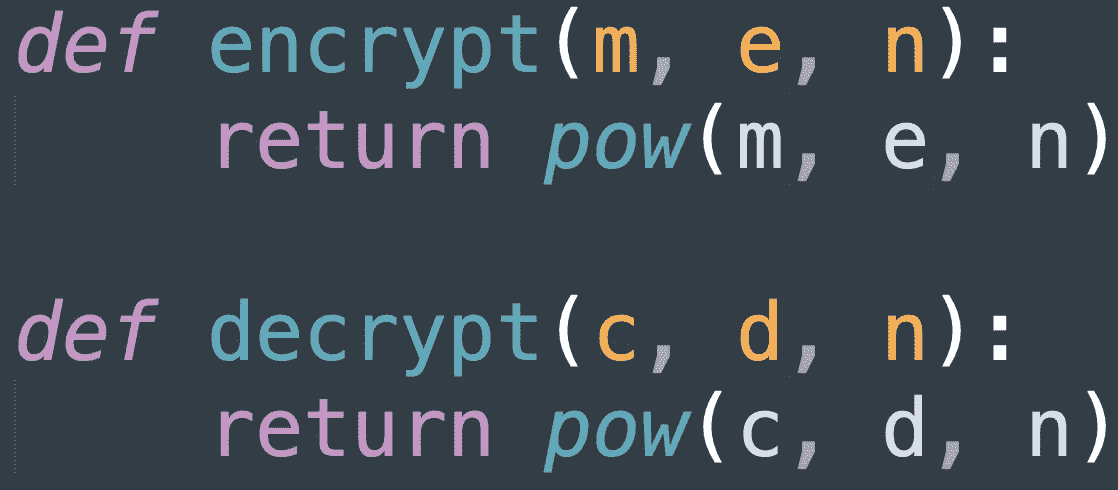 def encrypt(m, e, n):
    return pow(m, e, n)
def decrypt(c, d, n):
    return pow(c, d, n)